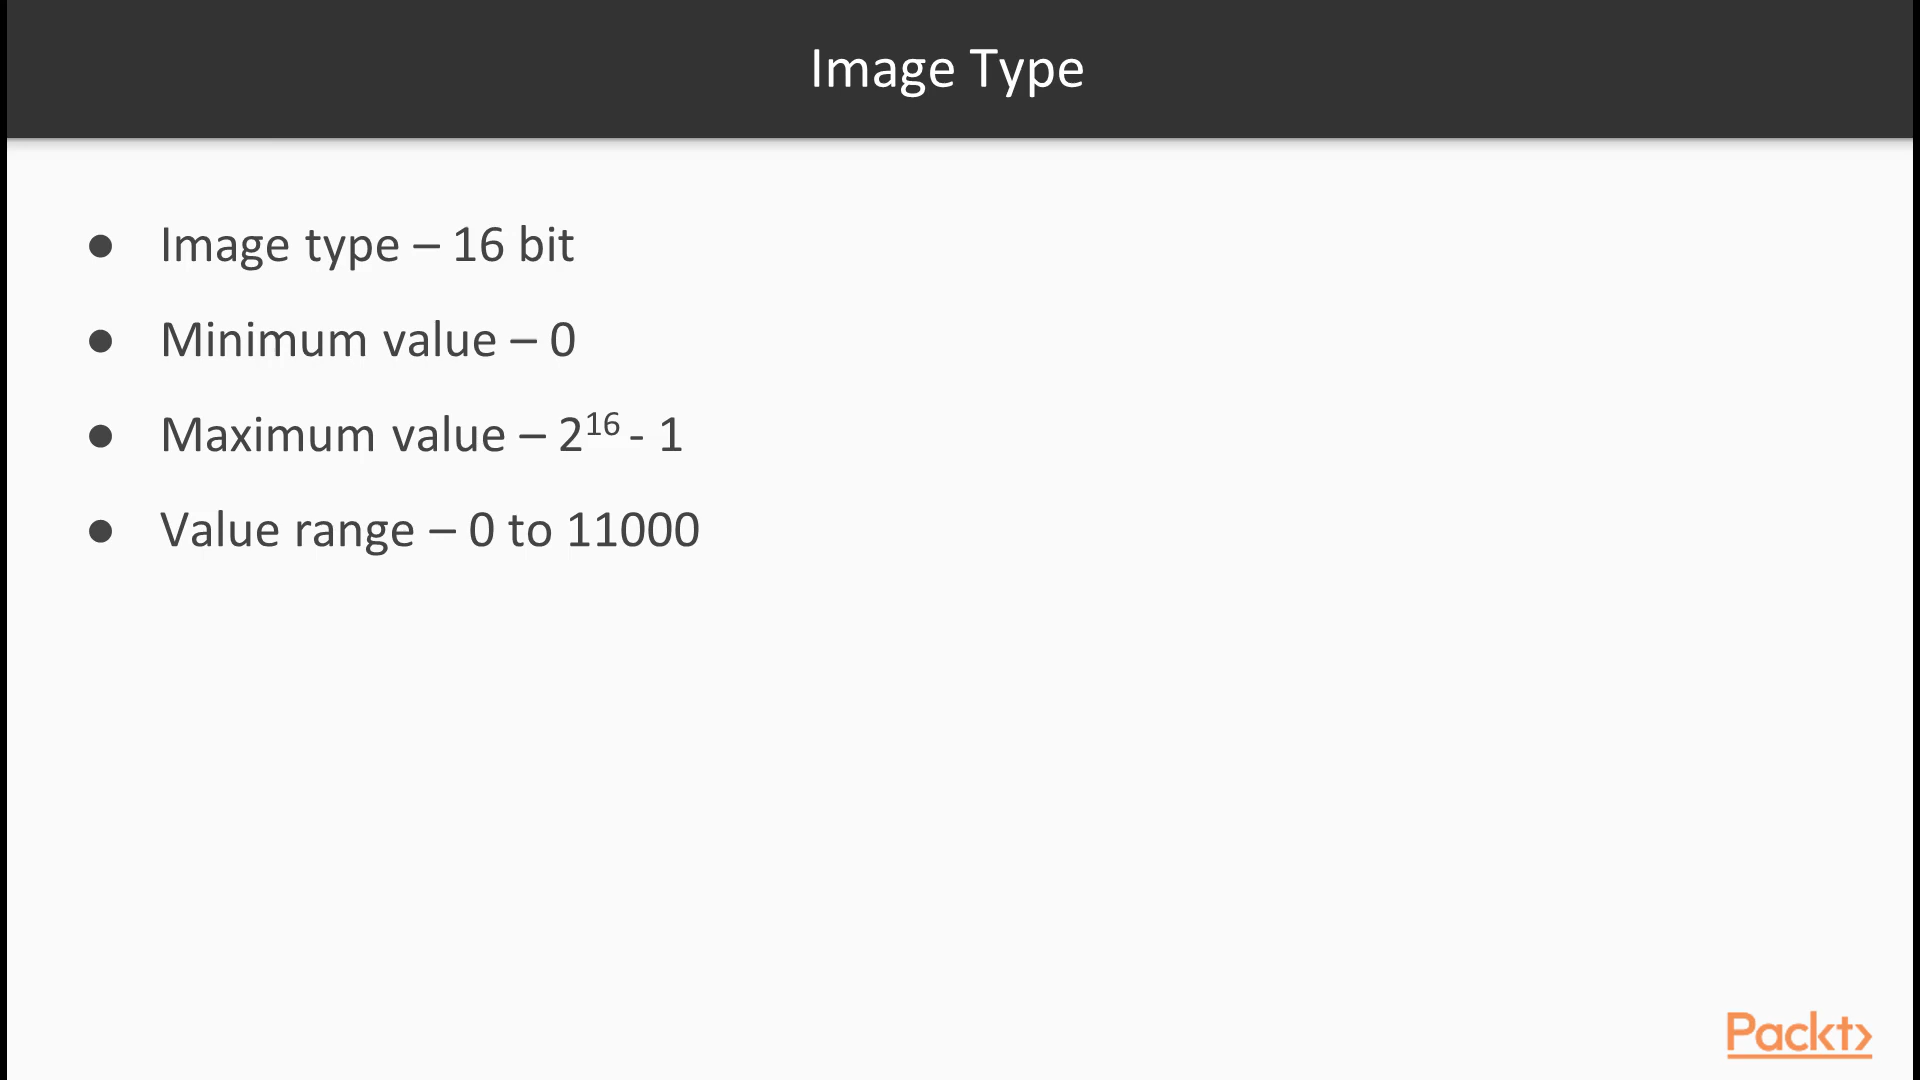 Image Type
● Image type – 16 bit
● Minimum value – 0
● Maximum value – 2¹⁶ - 1
● Value range – 0 to 11000
Packt>